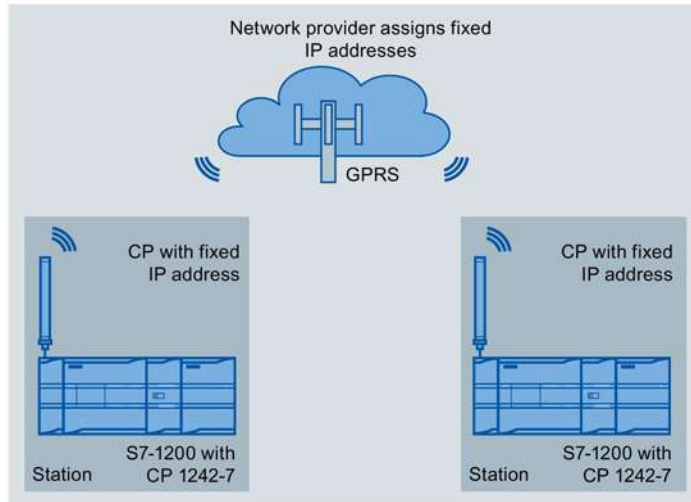 Network provider assigns fixed
IP addresses
GPRS
CP with fixed
IP address
S7-1200 with
Station CP 1242-7
CP with fixed
IP address
S7-1200 with
Station CP 1242-7